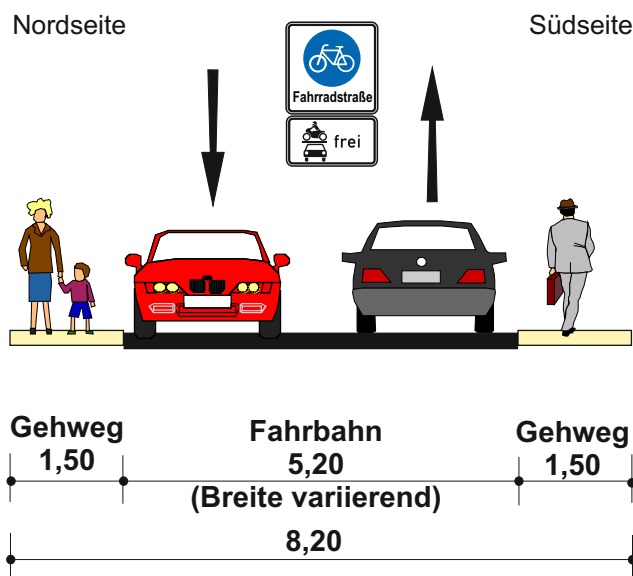 Nordseite
Südseite
Fahrradstraße
frei
Gehweg
1,50
Fahrbahn
5,20
(Breite variierend)
Gehweg
1,50
8,20